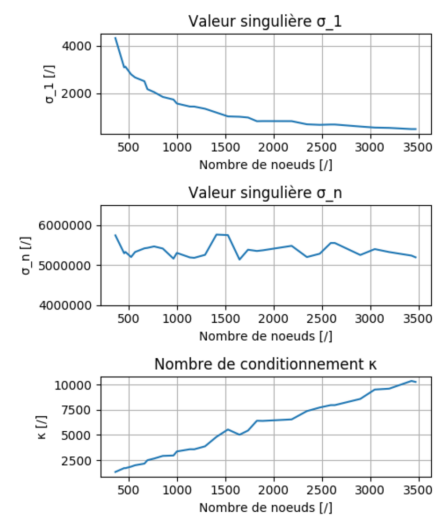 Valeur singulière σ_1
σ_1 [/]
4000
2000
500 1000 1500 2000 2500 3000 3500
Nombre de noeuds [/]
Valeur singulière σ_n
σ_n [/]
6000000
5000000
4000000
500 1000 1500 2000 2500 3000 3500
Nombre de noeuds [/]
Nombre de conditionnement κ
κ [/]
10000
7500
5000
2500
500 1000 1500 2000 2500 3000 3500
Nombre de noeuds [/]